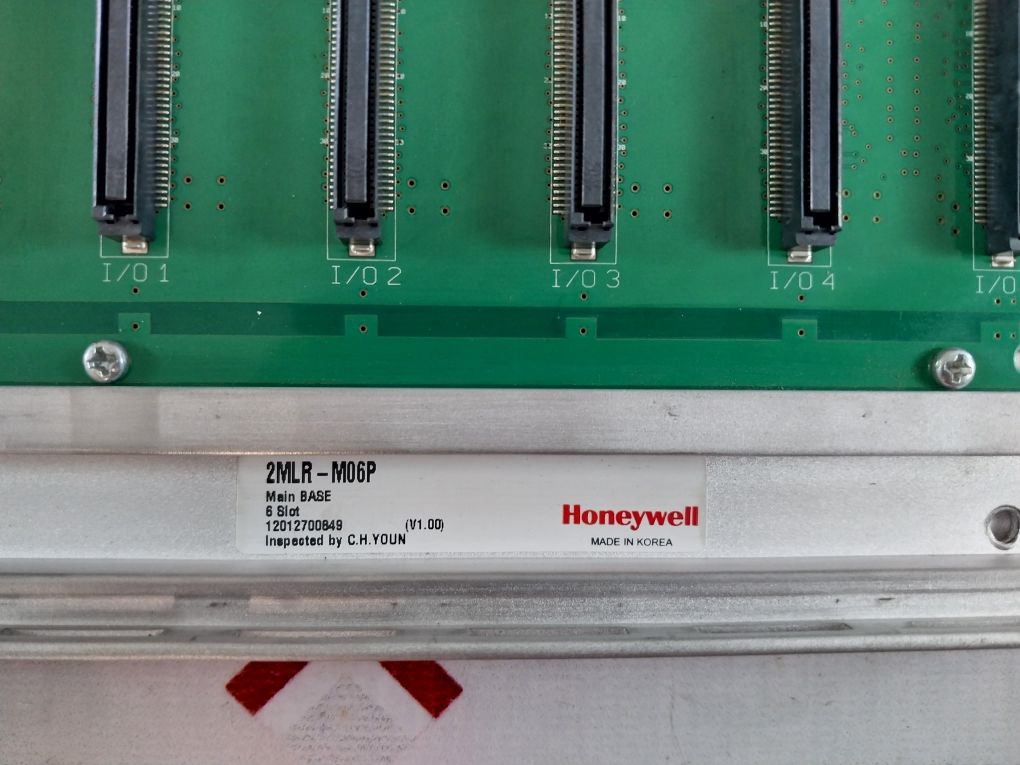 I/O 1
I/O 2
I/O 3
I/O 4
I/O
2MLR-M06P
Main BASE
6 Slot
12012700849
(V1.00)
Inspected by C.H.YOUN
Honeywell
MADE IN KOREA